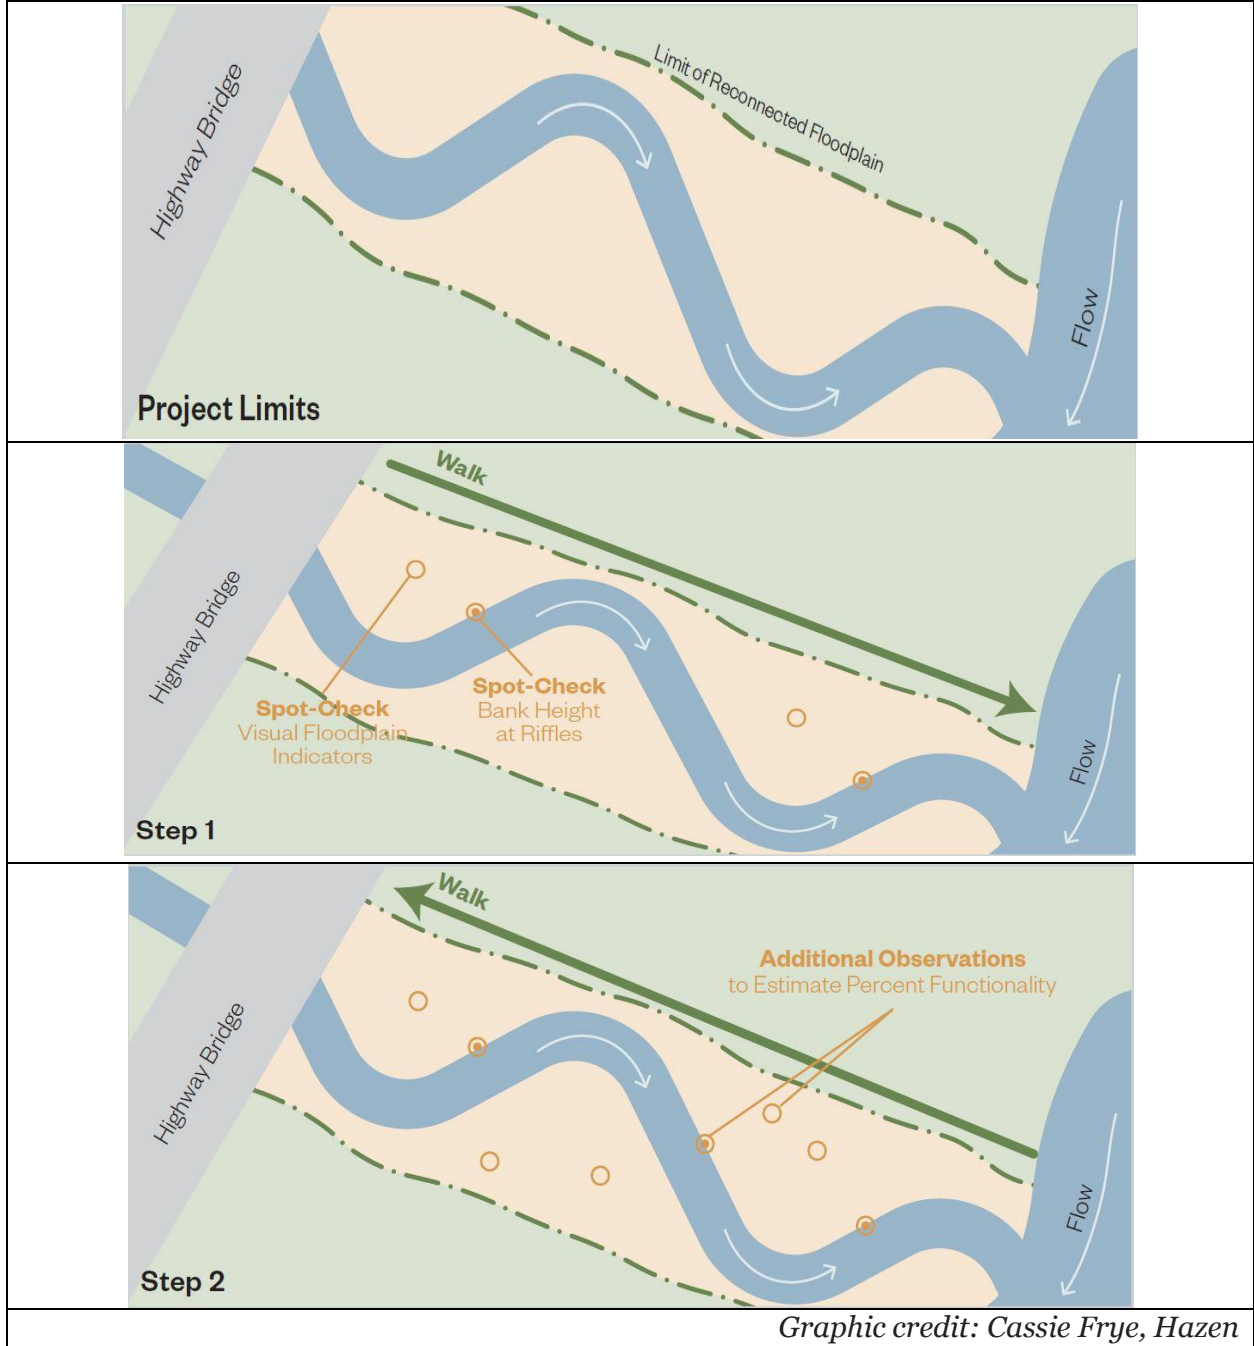 Highway Bridge
Limit of Reconnected Floodplain
Flow
Project Limits
Walk
Highway Bridge
Spot-Check
Visual Floodplain
Indicators
Spot-Check
Bank Height
at Riffles
Flow
Step 1
Walk
Highway Bridge
Additional Observations
to Estimate Percent Functionality
Flow
Step 2
Graphic credit: Cassie Frye, Hazen